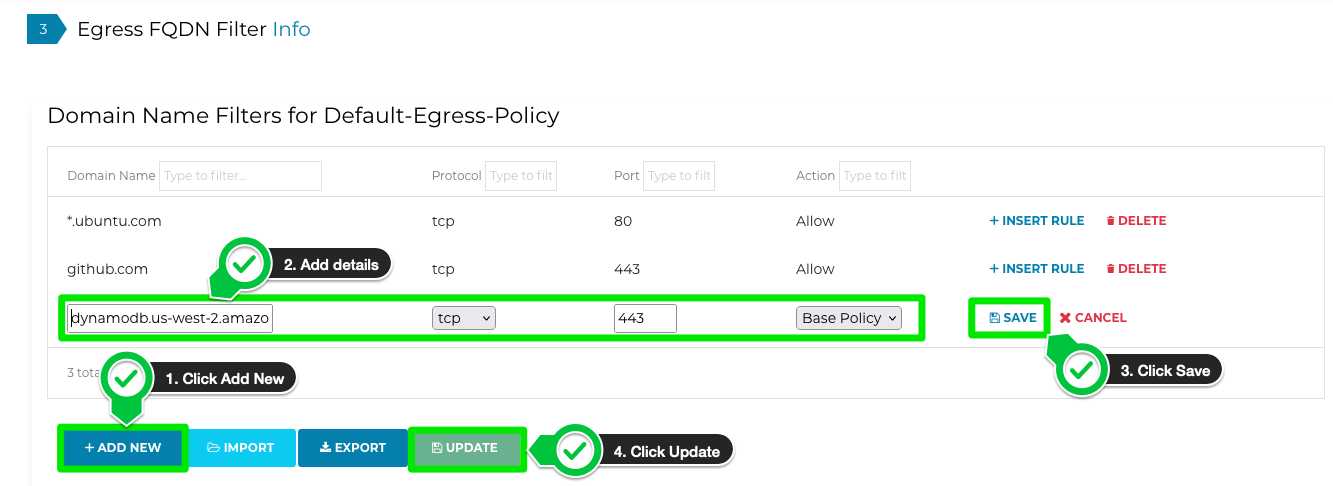 3 Egress FQDN Filter Info
Domain Name Filters for Default-Egress-Policy
Domain Name Type to filter... Protocol Type to filt Port Type to filt Action Type to filt
*.ubuntu.com tcp 80 Allow + INSERT RULE DELETE
2. Add details
github.com tcp 443 Allow + INSERT RULE DELETE
dynamodb.us-west-2.amazo tcp 443 Base Policy SAVE CANCEL
3 tota
1. Click Add New
3. Click Save
+ ADD NEW IMPORT EXPORT UPDATE
4. Click Update